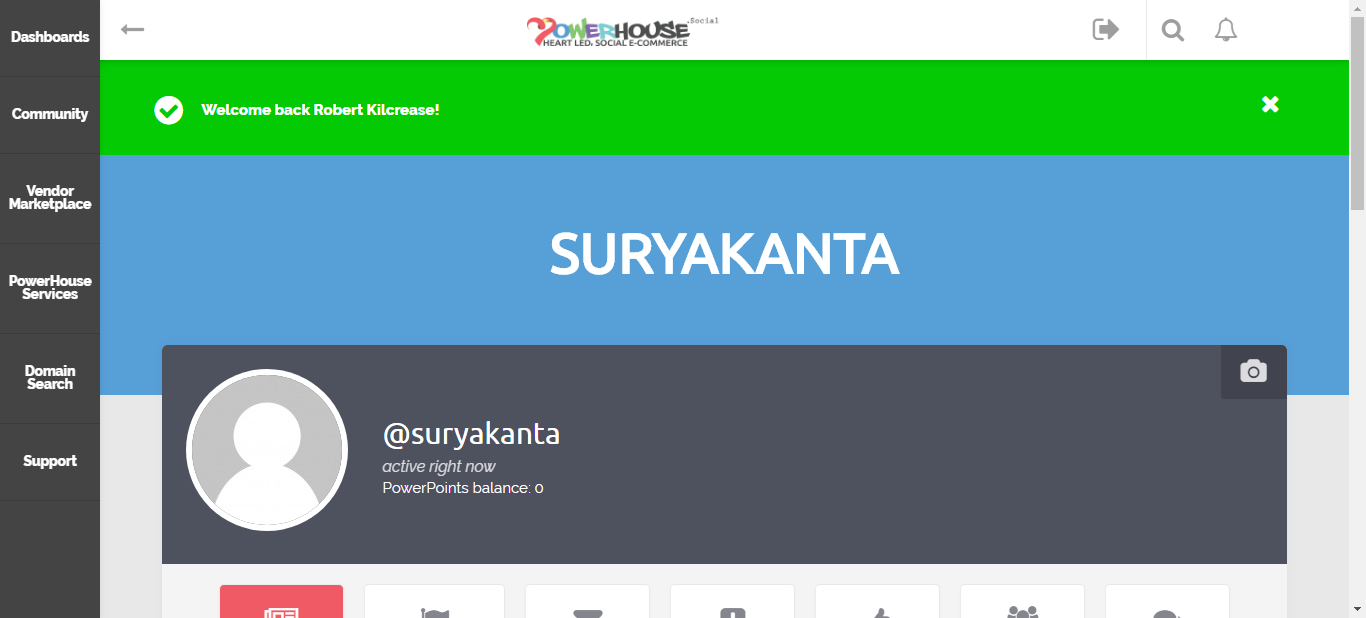 Dashboards
Community
Vendor
Marketplace
PowerHouse
Services
Domain
Search
Support
POWERHOUSE.Social
HEART LED, SOCIAL E-COMMERCE
Welcome back Robert Kilcrease!
SURYAKANTA
@suryakanta
active right now
PowerPoints balance: 0